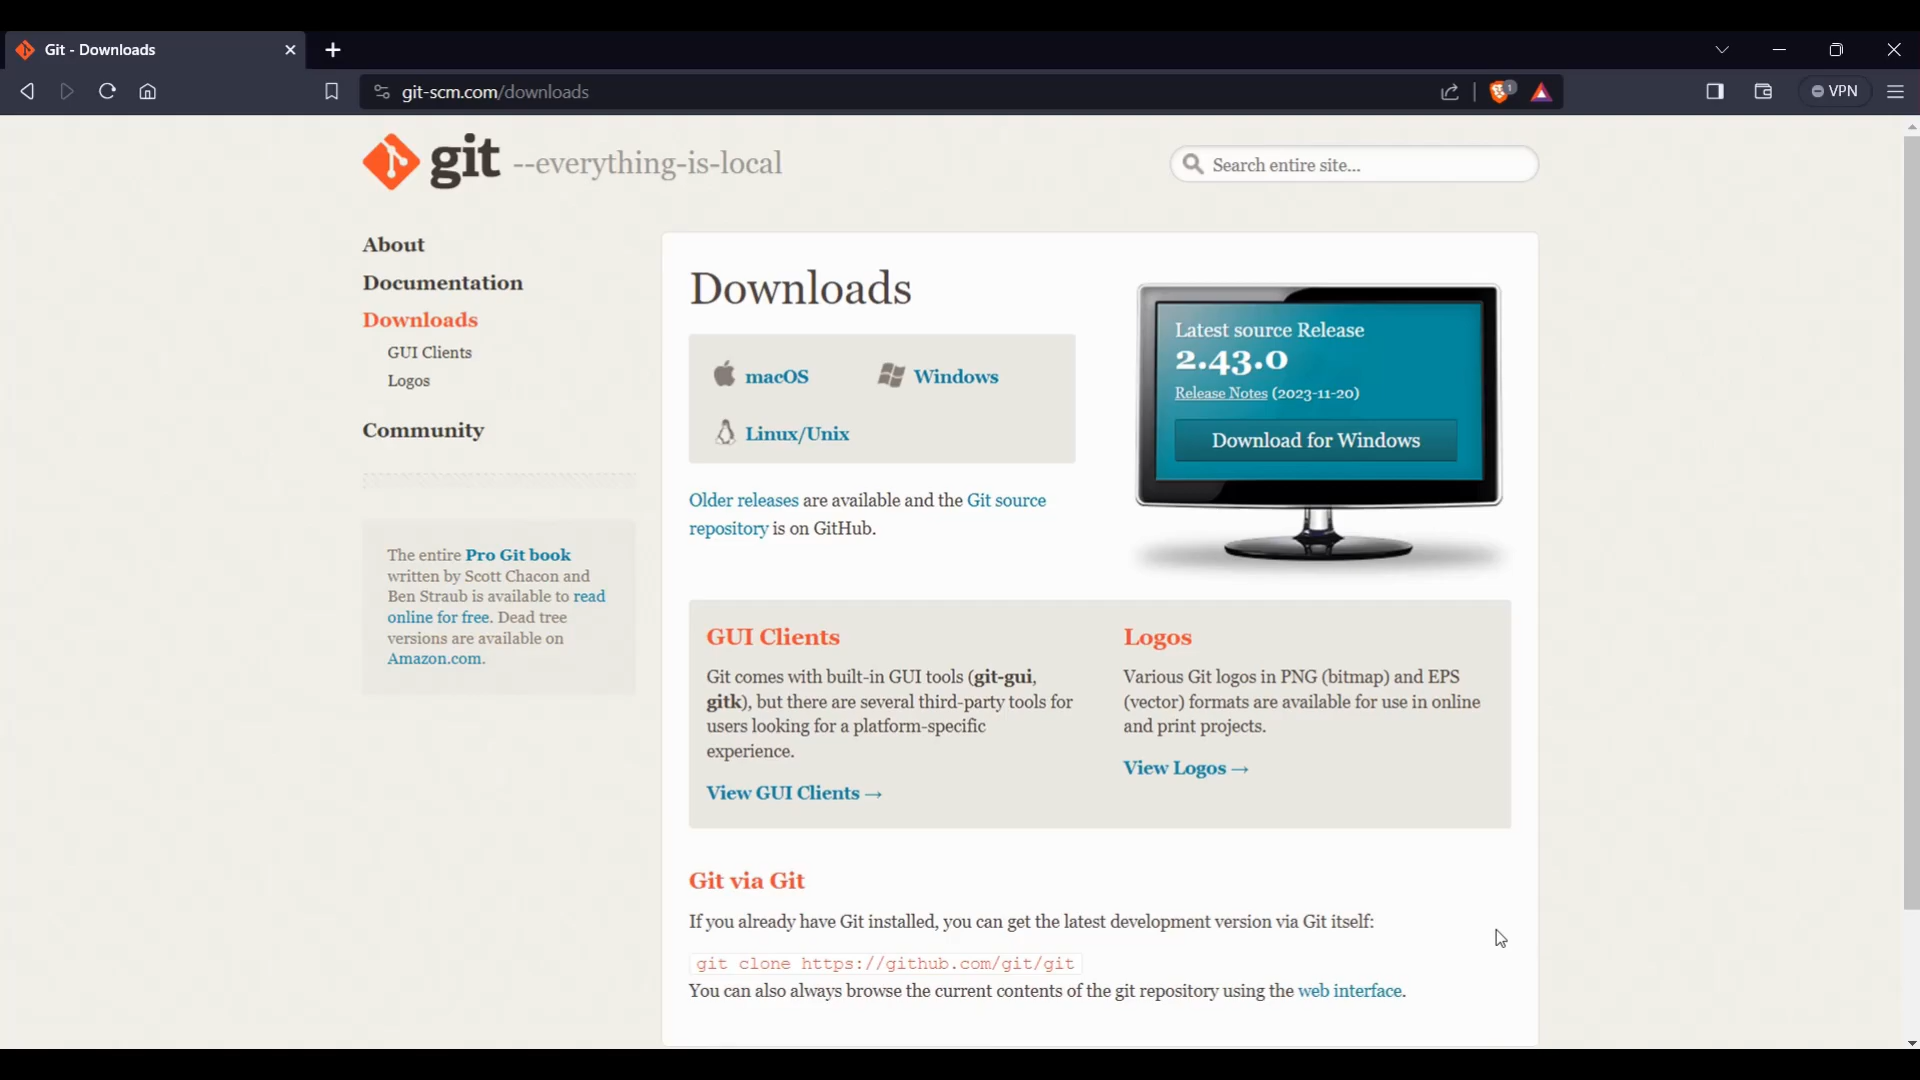 Git - Downloads
git-scm.com/downloads
1
VPN
git --everything-is-local
Search entire site...
About
Documentation
Downloads
GUI Clients
Logos
Community
The entire Pro Git book
written by Scott Chacon and
Ben Straub is available to read
online for free. Dead tree
versions are available on
Amazon.com.
Downloads
macOS
Windows
Linux/Unix
Older releases are available and the Git source
repository is on GitHub.
Latest source Release
2.43.0
Release Notes (2023-11-20)
Download for Windows
GUI Clients
Git comes with built-in GUI tools (git-gui,
gitk), but there are several third-party tools for
users looking for a platform-specific
experience.
View GUI Clients →
Logos
Various Git logos in PNG (bitmap) and EPS
(vector) formats are available for use in online
and print projects.
View Logos →
Git via Git
If you already have Git installed, you can get the latest development version via Git itself:
git clone https://github.com/git/git
You can also always browse the current contents of the git repository using the web interface.